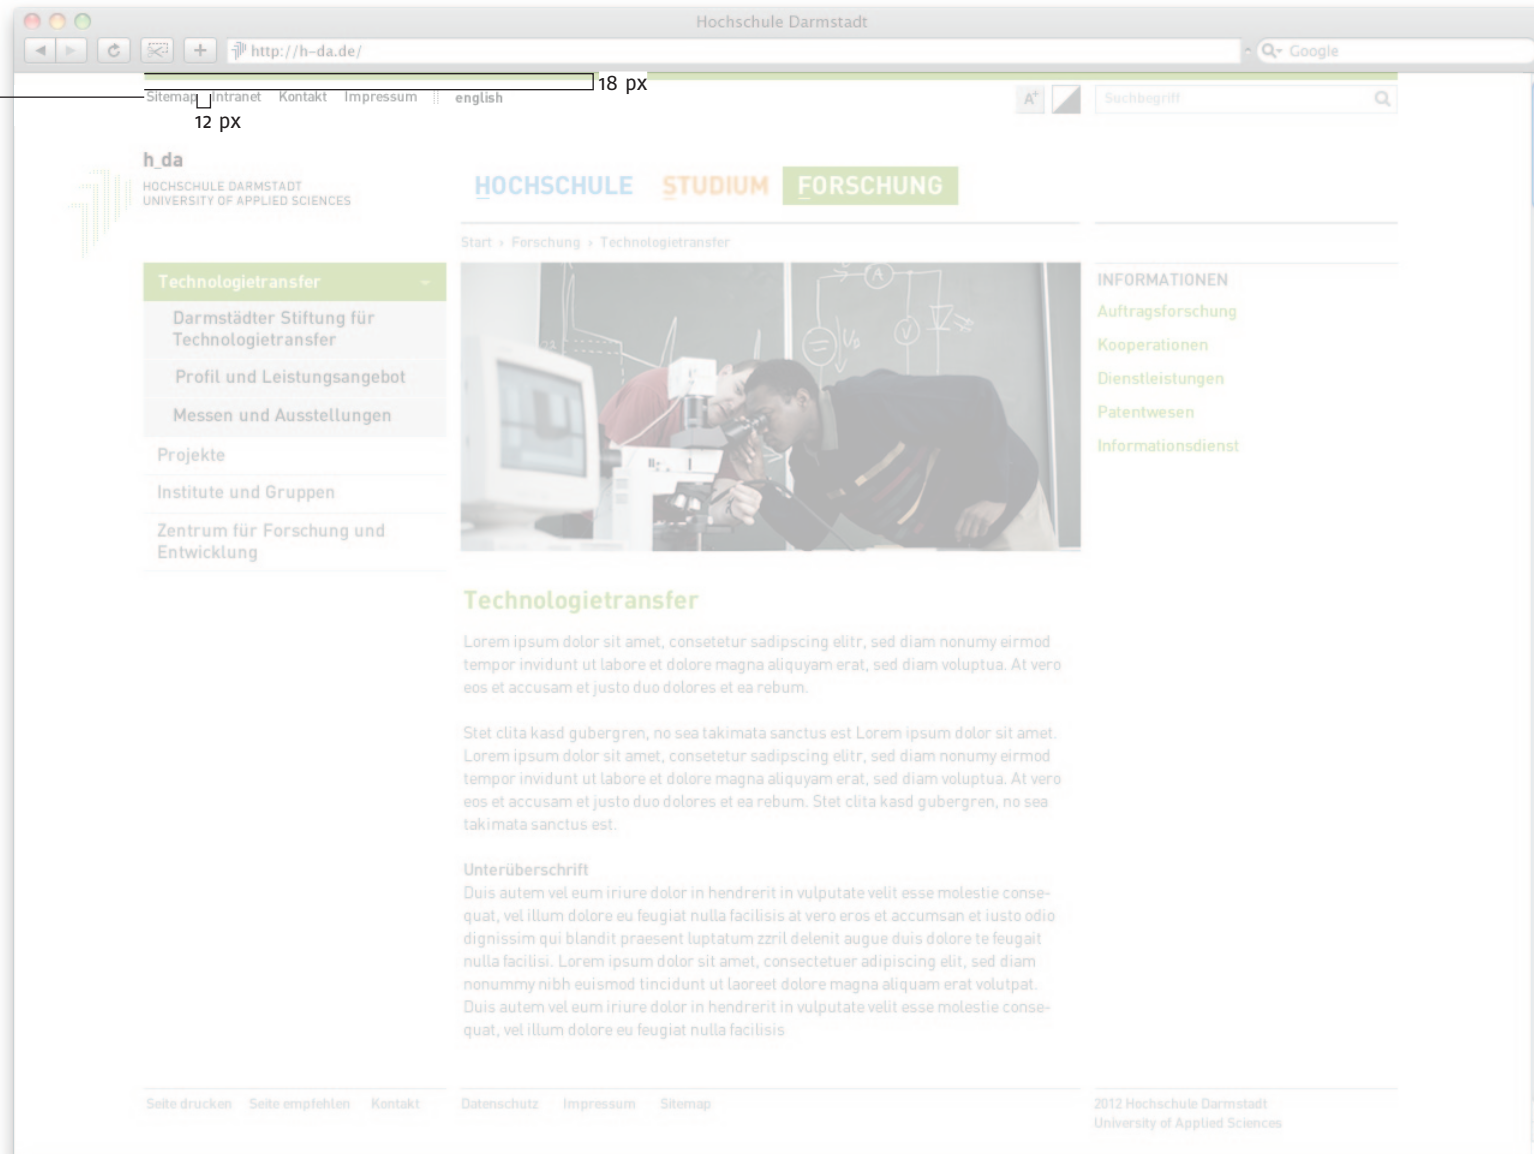 Hochschule Darmstadt
http://h-da.de/
Google
18 px
Sitemap Intranet Kontakt Impressum english
A+
Suchbegriff
12 px
h_da
HOCHSCHULE DARMSTADT
UNIVERSITY OF APPLIED SCIENCES
HOCHSCHULE STUDIUM FORSCHUNG
Start › Forschung › Technologietransfer
Technologietransfer
Darmstädter Stiftung für
Technologietransfer
Profil und Leistungsangebot
Messen und Ausstellungen
Projekte
Institute und Gruppen
Zentrum für Forschung und
Entwicklung
A
V
INFORMATIONEN
Auftragsforschung
Kooperationen
Dienstleistungen
Patentwesen
Informationsdienst
Technologietransfer
Lorem ipsum dolor sit amet, consetetur sadipscing elitr, sed diam nonumy eirmod
tempor invidunt ut labore et dolore magna aliquyam erat, sed diam voluptua. At vero
eos et accusam et justo duo dolores et ea rebum.
Stet clita kasd gubergren, no sea takimata sanctus est Lorem ipsum dolor sit amet.
Lorem ipsum dolor sit amet, consetetur sadipscing elitr, sed diam nonumy eirmod
tempor invidunt ut labore et dolore magna aliquyam erat, sed diam voluptua. At vero
eos et accusam et justo duo dolores et ea rebum. Stet clita kasd gubergren, no sea
takimata sanctus est.
Unterüberschrift
Duis autem vel eum iriure dolor in hendrerit in vulputate velit esse molestie conse-
quat, vel illum dolore eu feugiat nulla facilisis at vero eros et accumsan et iusto odio
dignissim qui blandit praesent luptatum zzril delenit augue duis dolore te feugait
nulla facilisi. Lorem ipsum dolor sit amet, consectetuer adipiscing elit, sed diam
nonummy nibh euismod tincidunt ut laoreet dolore magna aliquam erat volutpat.
Duis autem vel eum iriure dolor in hendrerit in vulputate velit esse molestie conse-
quat, vel illum dolore eu feugiat nulla facilisis
Seite drucken Seite empfehlen Kontakt
Datenschutz Impressum Sitemap
2012 Hochschule Darmstadt
University of Applied Sciences